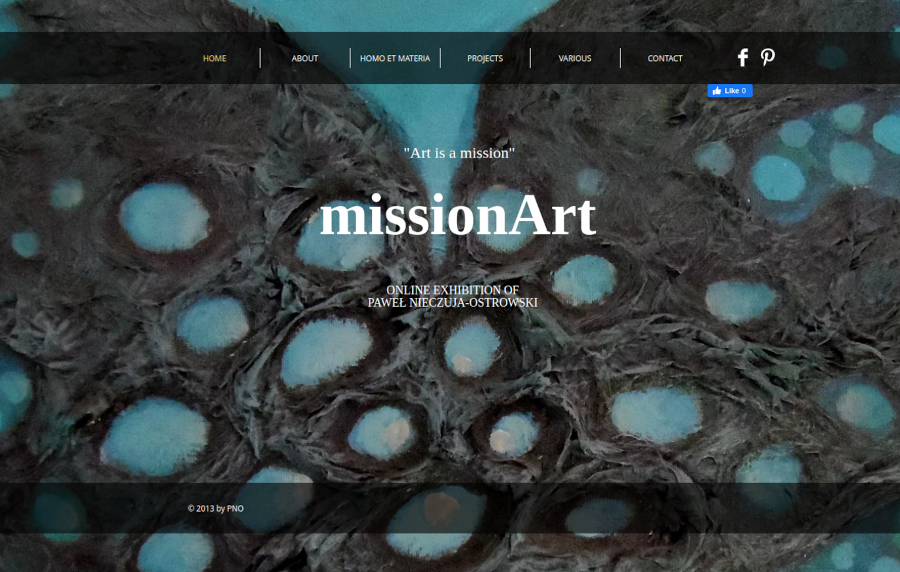 HOME
ABOUT
HOMO ET MATERIA
PROJECTS
VARIOUS
CONTACT
Like 0
"Art is a mission"
missionArt
ONLINE EXHIBITION OF
PAWEŁ NIECZUJA-OSTROWSKI
© 2013 by PNO